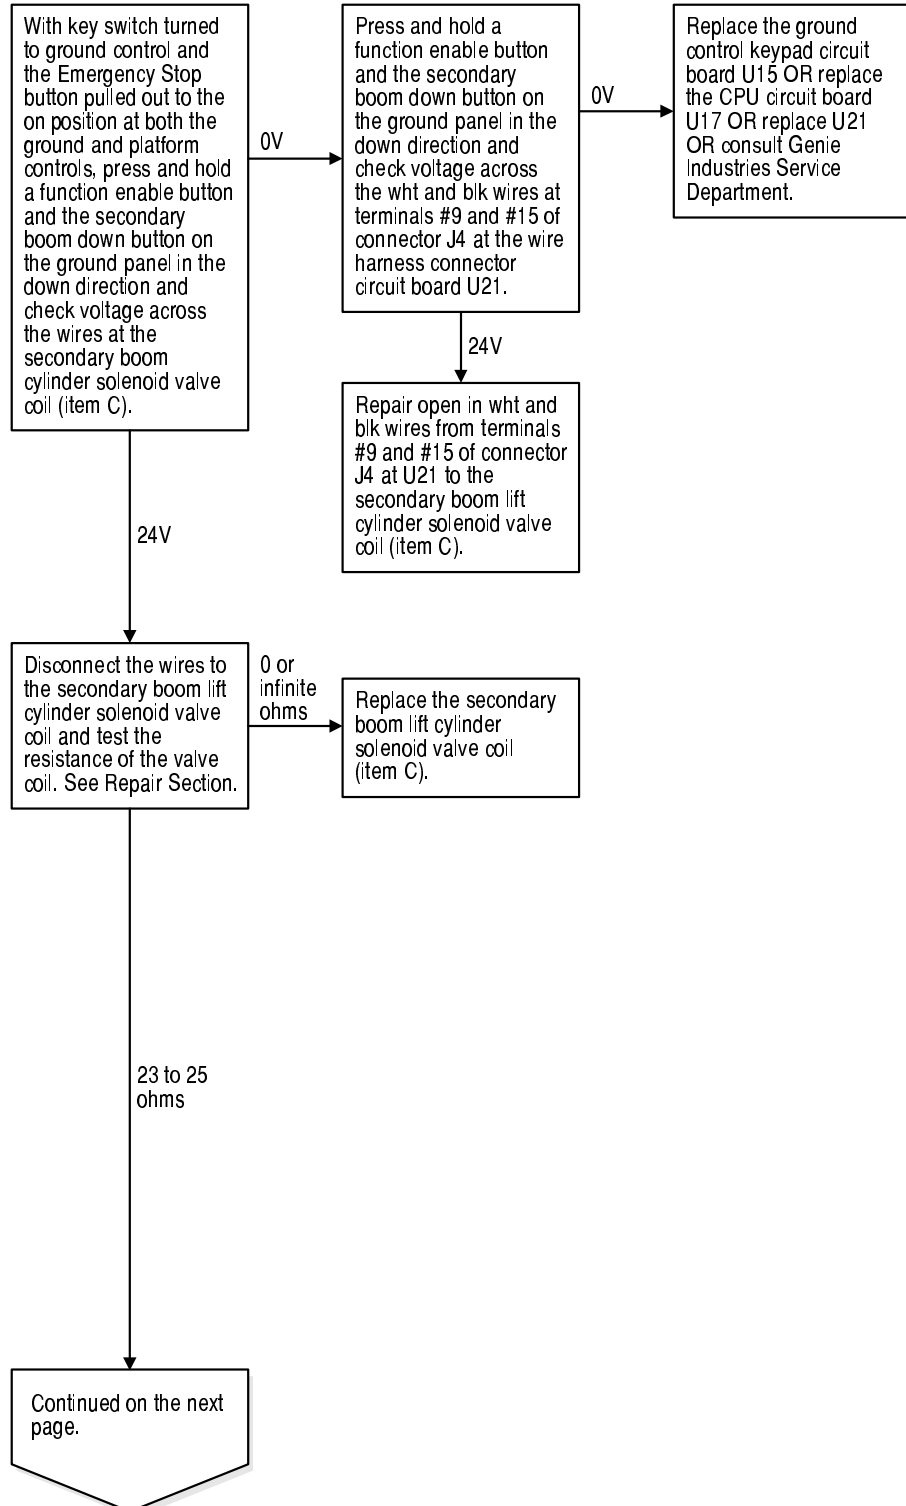 With key switch turned
to ground control and
the Emergency Stop
button pulled out to the
on position at both the
ground and platform
controls, press and hold
a function enable button
and the secondary
boom down button on
the ground panel in the
down direction and
check voltage across
the wires at the
secondary boom
cylinder solenoid valve
coil (item C).
0V
Press and hold a
function enable button
and the secondary
boom down button on
the ground panel in the
down direction and
check voltage across
the wht and blk wires at
terminals #9 and #15 of
connector J4 at the wire
harness connector
circuit board U21.
0V
Replace the ground
control keypad circuit
board U15 OR replace
the CPU circuit board
U17 OR replace U21
OR consult Genie
Industries Service
Department.
24V
Repair open in wht and
blk wires from terminals
#9 and #15 of connector
J4 at U21 to the
secondary boom lift
cylinder solenoid valve
coil (item C).
24V
Disconnect the wires to
the secondary boom lift
cylinder solenoid valve
coil and test the
resistance of the valve
coil. See Repair Section.
0 or
infinite
ohms
Replace the secondary
boom lift cylinder
solenoid valve coil
(item C).
23 to 25
ohms
Continued on the next
page.